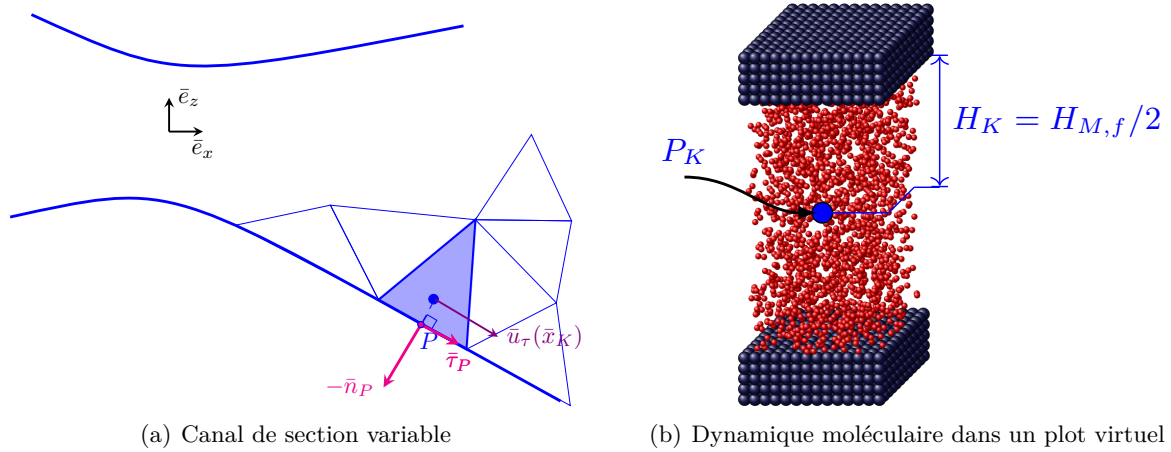 ē_z
ē_x
P
ū_τ(x̄_K)
τ̄_P
−n̄_P
P_K
H_K = H_{M,f}/2
(a) Canal de section variable
(b) Dynamique moléculaire dans un plot virtuel